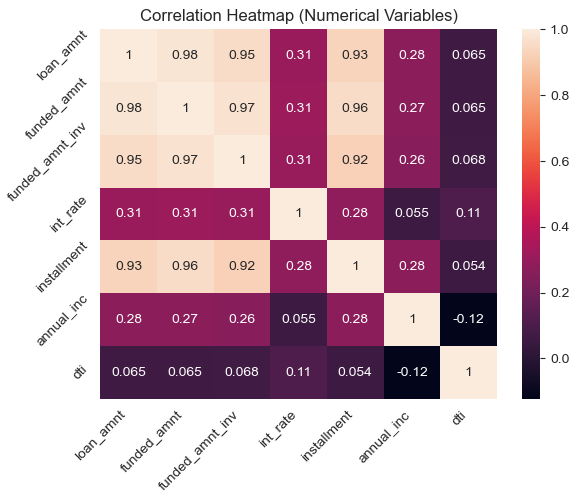 Correlation Heatmap (Numerical Variables)
loan_amnt 1 0.98 0.95 0.31 0.93 0.28 0.065
funded_amnt 0.98 1 0.97 0.31 0.96 0.27 0.065
funded_amnt_inv 0.95 0.97 1 0.31 0.92 0.26 0.068
int_rate 0.31 0.31 0.31 1 0.28 0.055 0.11
installment 0.93 0.96 0.92 0.28 1 0.28 0.054
annual_inc 0.28 0.27 0.26 0.055 0.28 1 -0.12
dti 0.065 0.065 0.068 0.11 0.054 -0.12 1
loan_amnt funded_amnt funded_amnt_inv int_rate installment annual_inc dti
1.0
0.8
0.6
0.4
0.2
0.0